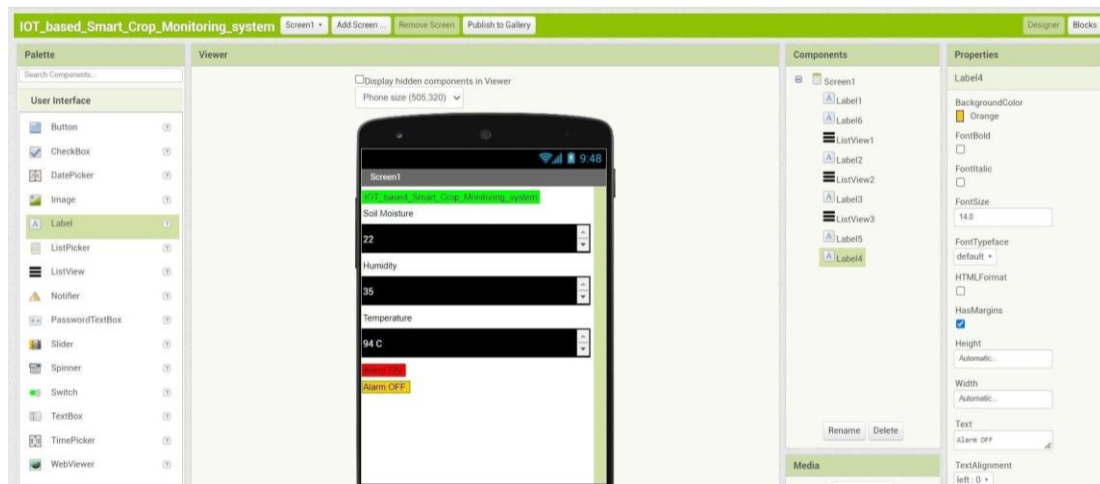 IOT_based_Smart_Crop_Monitoring_system Screen1 Add Screen ... Remove Screen Publish to Gallery Designer Blocks
Palette
Search Components...
User Interface
Button
CheckBox
DatePicker
Image
Label
ListPicker
ListView
Notifier
PasswordTextBox
Slider
Spinner
Switch
TextBox
TimePicker
WebViewer
Viewer
Display hidden components in Viewer
Phone size (505,320)
9:48
Screen1
IOT_based_Smart_Crop_Monitoring_system
Soil Moisture
22
Humidity
35
Temperature
94 C
Alarm ON
Alarm OFF
Components
Screen1
Label1
Label6
ListView1
Label2
ListView2
Label3
ListView3
Label5
Label4
Rename Delete
Media
Properties
Label4
BackgroundColor
Orange
FontBold
FontItalic
FontSize
14.0
FontTypeface
default
HTMLFormat
HasMargins
Height
Automatic...
Width
Automatic...
Text
Alarm OFF
TextAlignment
left : 0